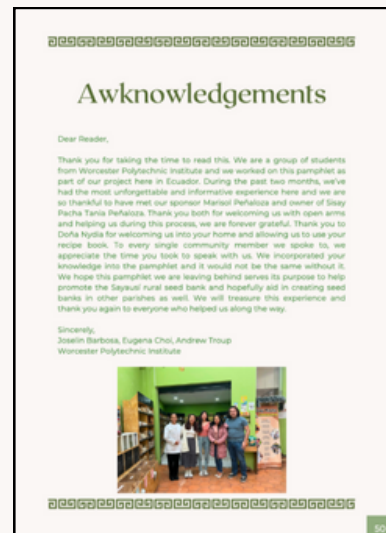 Awknowledgements
Dear Reader,
Thank you for taking the time to read this. We are a group of students
from Worcester Polytechnic Institute and we worked on this pamphlet as
part of our project here in Ecuador. During the past two months, we've
had the most unforgettable and informative experience here and we are
so thankful to have met our sponsor Marisol Peñaloza and owner of Sisay
Pacha Tania Peñaloza. Thank you both for welcoming us with open arms
and helping us during this process, we are forever grateful. Thank you to
Doña Nydia for welcoming us into your home and allowing us to use your
recipe book. To every single community member we spoke to, we
appreciate the time you took to speak with us. We incorporated your
knowledge into the pamphlet and it would not be the same without it.
We hope this pamphlet we are leaving behind serves its purpose to help
promote the Sayausí rural seed bank and hopefully aid in creating seed
banks in other parishes as well. We will treasure this experience and
thank you again to everyone who helped us along the way.
Sincerely,
Joselin Barbosa, Eugena Choi, Andrew Troup
Worcester Polytechnic Institute
50